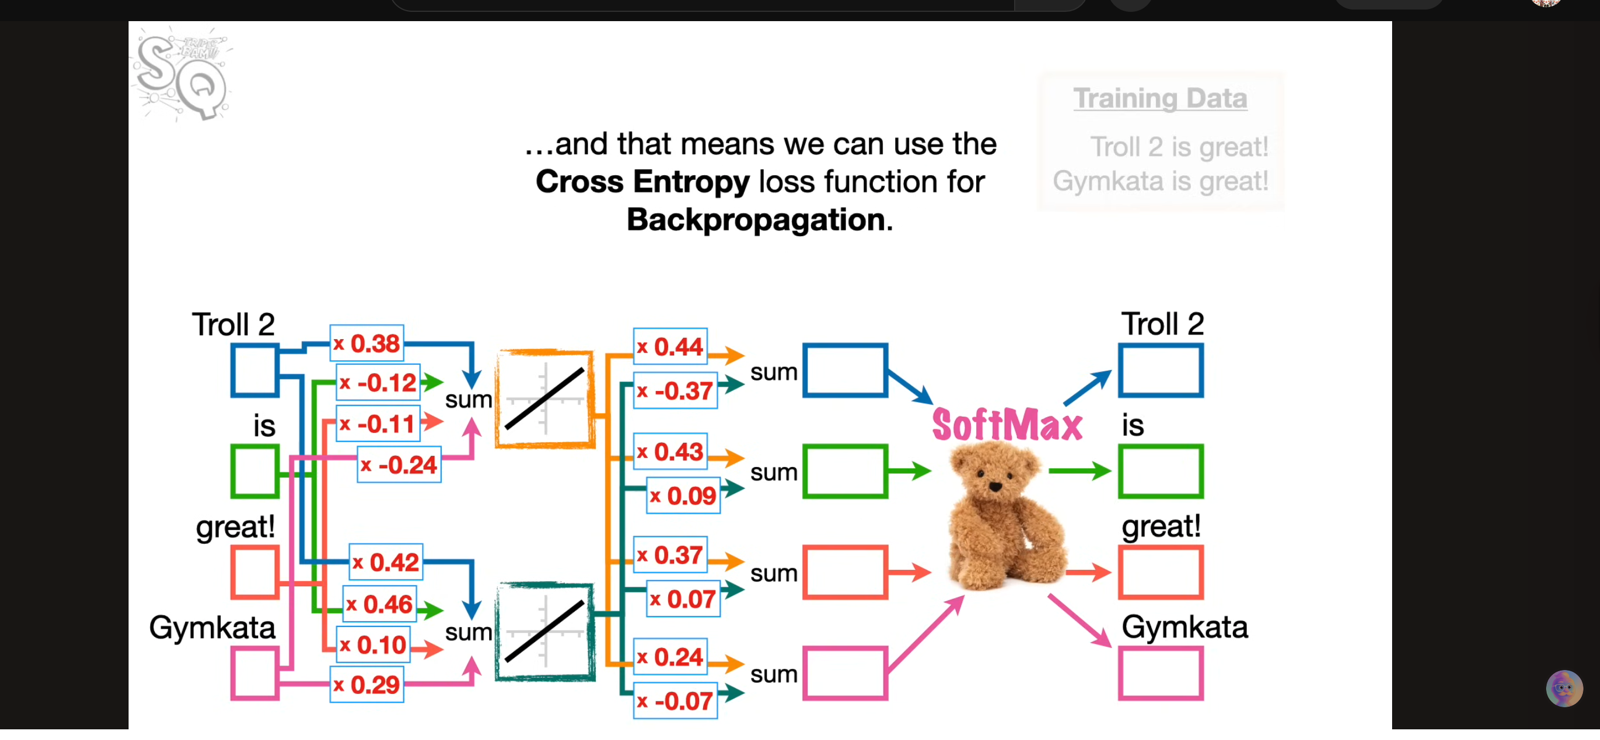 SQ
Training Data
Troll 2 is great!
Gymkata is great!
...and that means we can use the
Cross Entropy loss function for
Backpropagation.
Troll 2
is
great!
Gymkata
x 0.38
x -0.12
x -0.11
x -0.24
sum
x 0.42
x 0.46
x 0.10
x 0.29
sum
x 0.44
x -0.37
sum
x 0.43
x 0.09
sum
x 0.37
x 0.07
sum
x 0.24
x -0.07
sum
SoftMax
Troll 2
is
great!
Gymkata